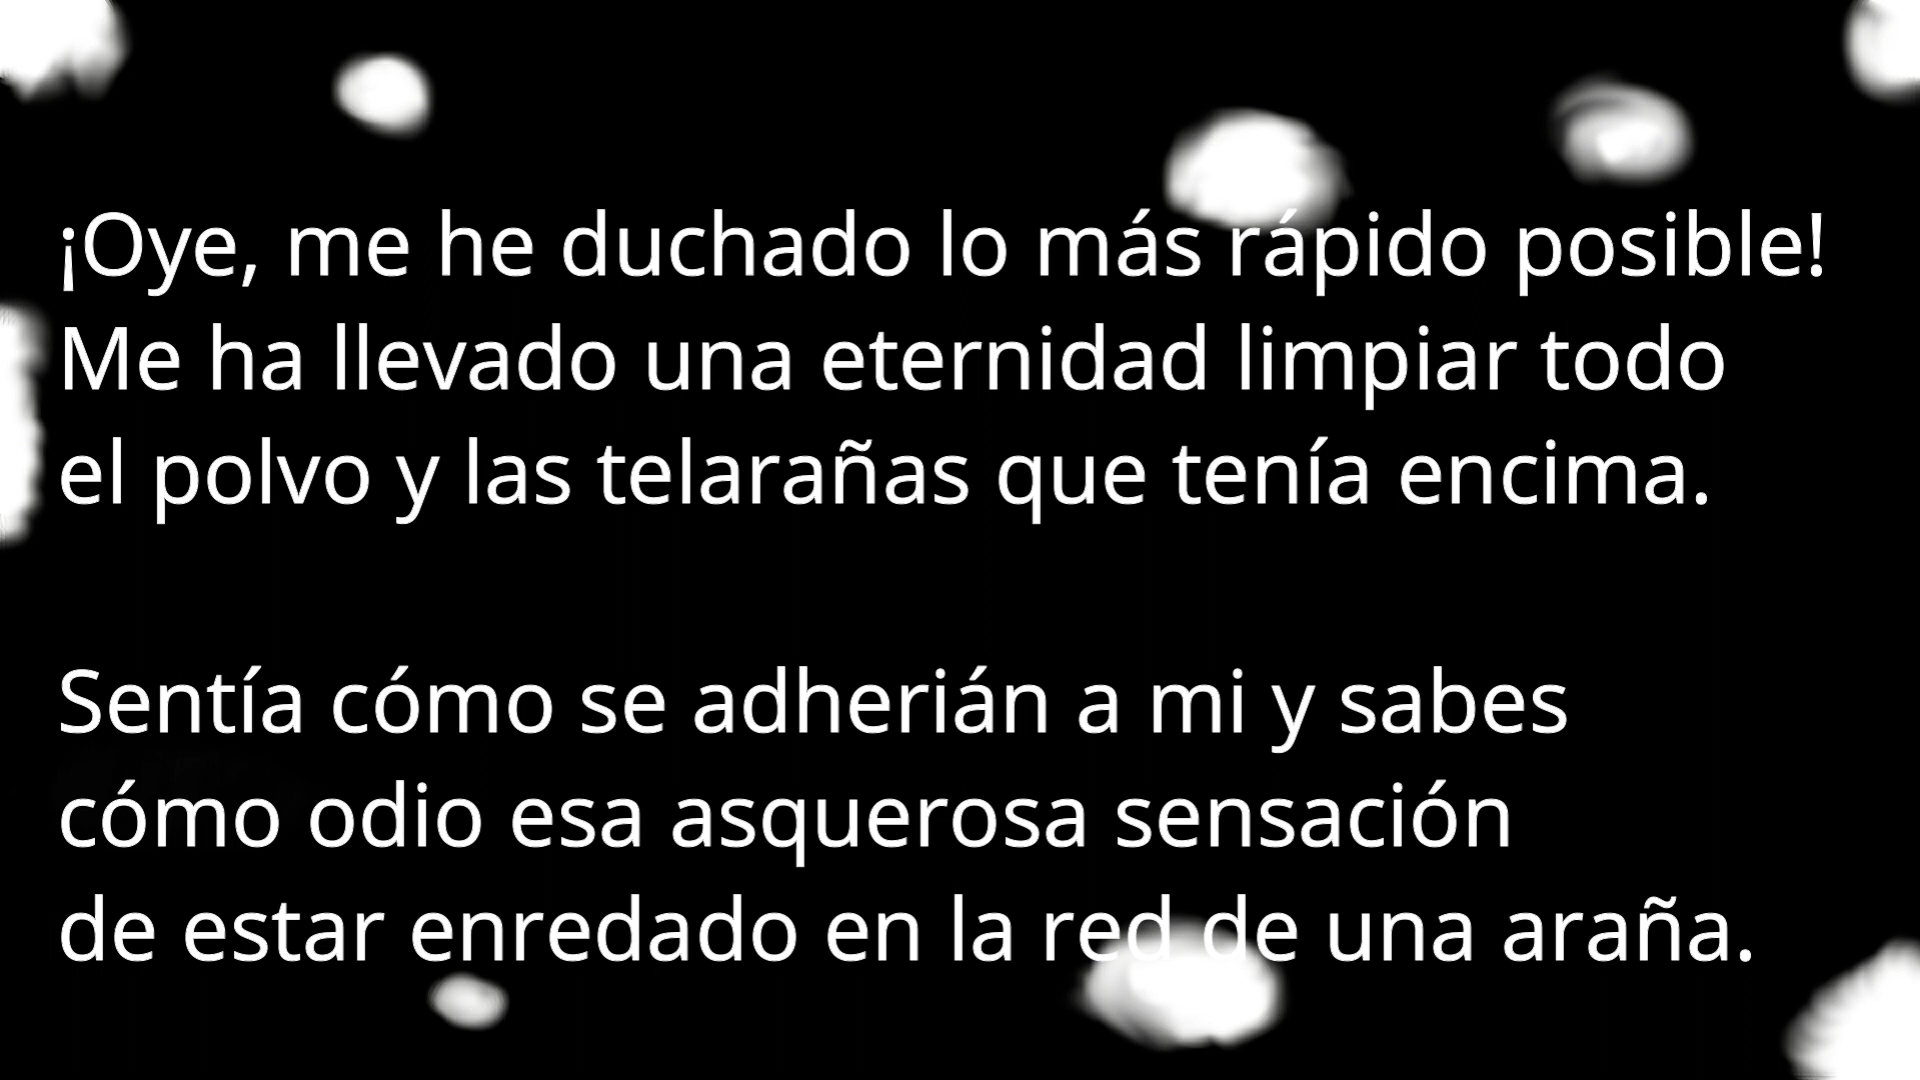 ¡Oye, me he duchado lo más rápido posible!
Me ha llevado una eternidad limpiar todo
el polvo y las telarañas que tenía encima.
Sentía cómo se adherián a mi y sabes
cómo odio esa asquerosa sensación
de estar enredado en la red de una araña.